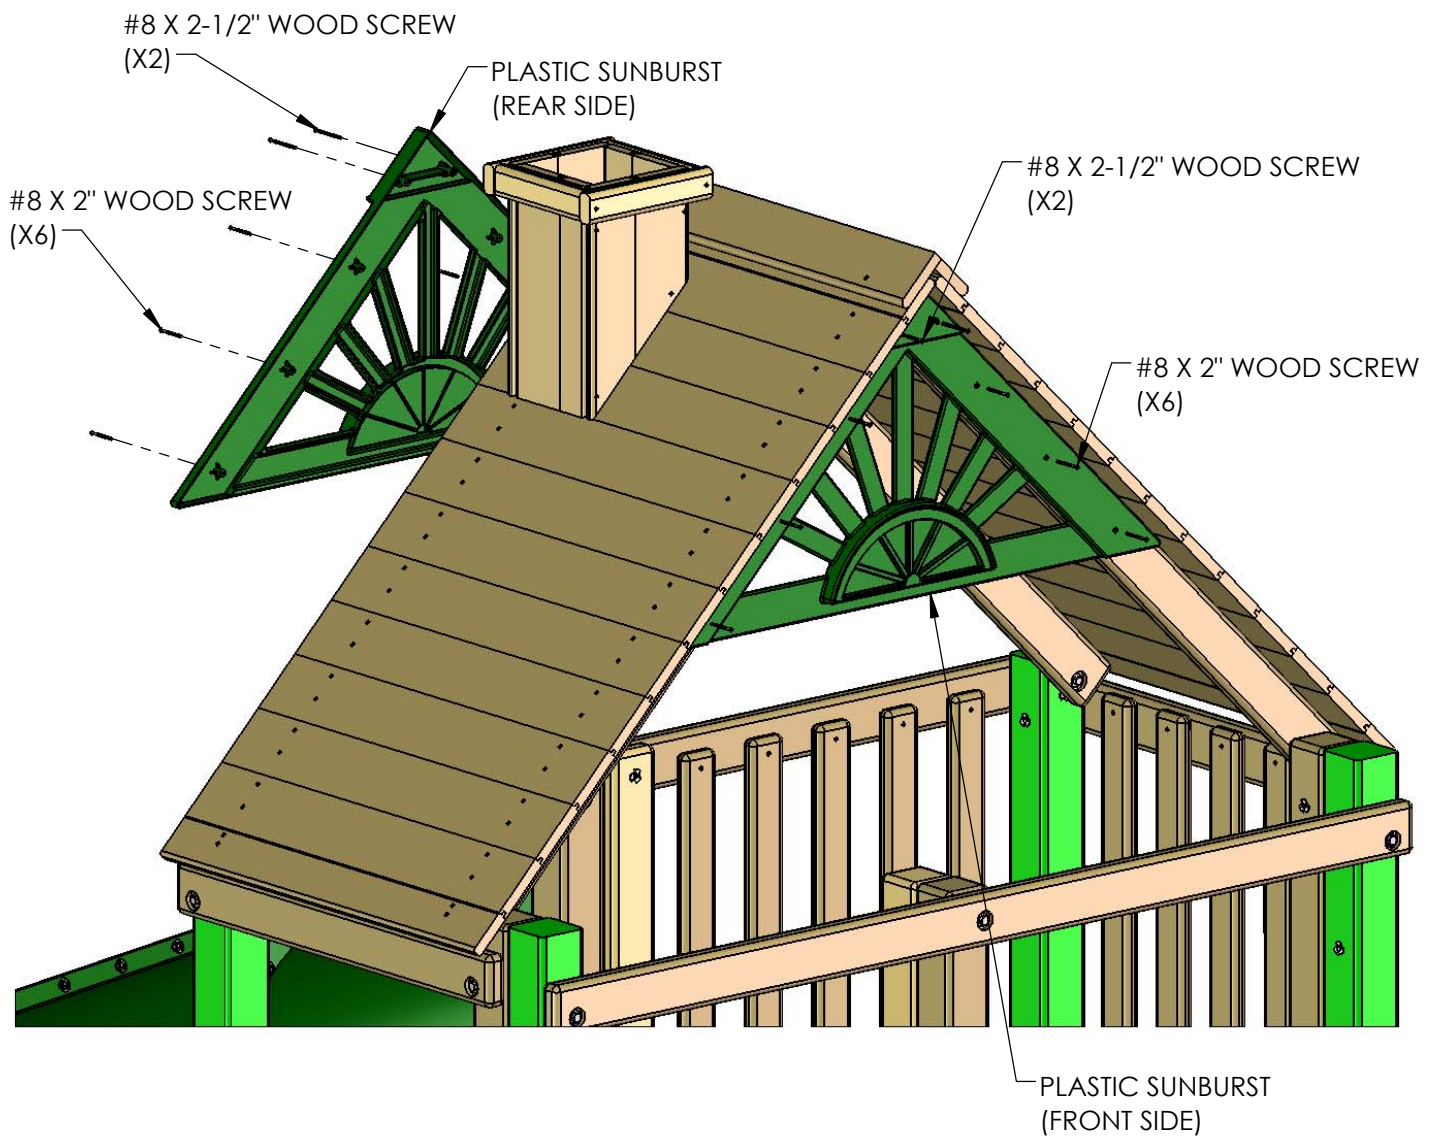 #8 X 2-1/2" WOOD SCREW
(X2)
PLASTIC SUNBURST
(REAR SIDE)
#8 X 2-1/2" WOOD SCREW
(X2)
#8 X 2" WOOD SCREW
(X6)
#8 X 2" WOOD SCREW
(X6)
PLASTIC SUNBURST
(FRONT SIDE)